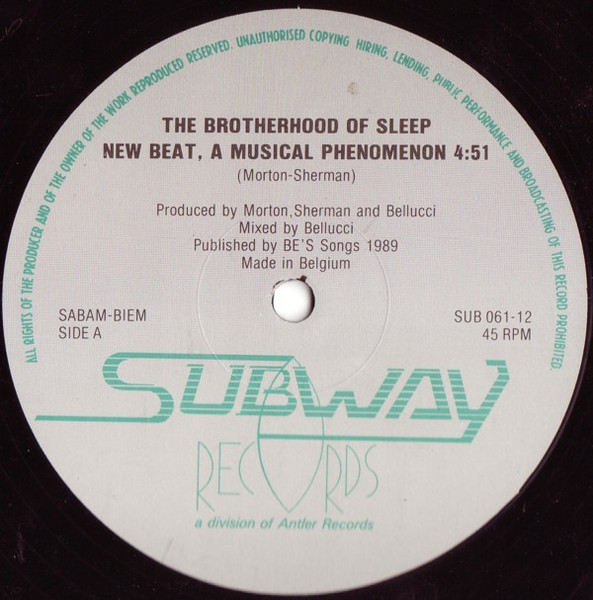 ALL RIGHTS OF THE PRODUCER AND OF THE OWNER OF THE WORK REPRODUCED RESERVED. UNAUTHORISED COPYING HIRING, LENDING, PUBLIC PERFORMANCE AND BROADCASTING OF THIS RECORD PROHIBITED.
THE BROTHERHOOD OF SLEEP
NEW BEAT, A MUSICAL PHENOMENON 4:51
(Morton-Sherman)
Produced by Morton,Sherman and Bellucci
Mixed by Bellucci
Published by BE'S Songs 1989
Made in Belgium
SABAM-BIEM
SIDE A
SUB 061-12
45 RPM
SUBWAY
RECORDS
a division of Antler Records